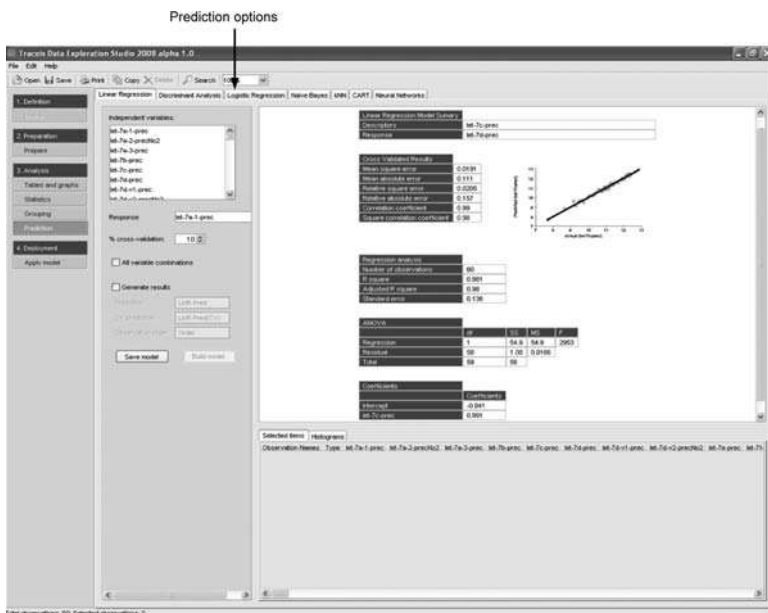 Prediction options
Traceis Data Exploration Studio 2008 alpha 1.0
File Edit Help
Open Save Print Copy Delete Search
Linear Regression Discriminant Analysis Logistic Regression Naive Bayes kNN CART Neural Networks
1. Definition
2. Preparation
Prepare
3. Analysis
Tables and graphs
Statistics
Grouping
Prediction
4. Deployment
Apply model
Independent variables:
let-7a-1-prec
let-7a-2-precNo2
let-7a-3-prec
let-7b-prec
let-7c-prec
let-7d-prec
let-7d-v1-prec
Response let-7a-1-prec
% cross-validation: 10
All variable combinations
Generate results
Save model Build model
Linear Regression Model Sumary
Descriptors let-7c-prec
Response let-7d-prec
Cross Validated Results
Mean square error 0.0191
Mean absolute error 0.111
Relative square error 0.0205
Relative absolute error 0.157
Correlation coefficient 0.99
Square correlation coefficient 0.98
Regression analysis
Number of observations 60
R square 0.981
Adjusted R square 0.98
Standard error 0.136
ANOVA
df SS MS F
Regression 1 54.9 54.9 2953
Residual 58 1.08 0.0186
Total 59 56
Coefficients
Coefficients
Intercept -0.041
let-7c-prec 0.991
Selected items Histograms
Observation Names Type let-7a-1-prec let-7a-2-precNo2 let-7a-3-prec let-7b-prec let-7c-prec let-7d-prec let-7d-v1-prec let-7d-v2-precNo2 let-7e-prec